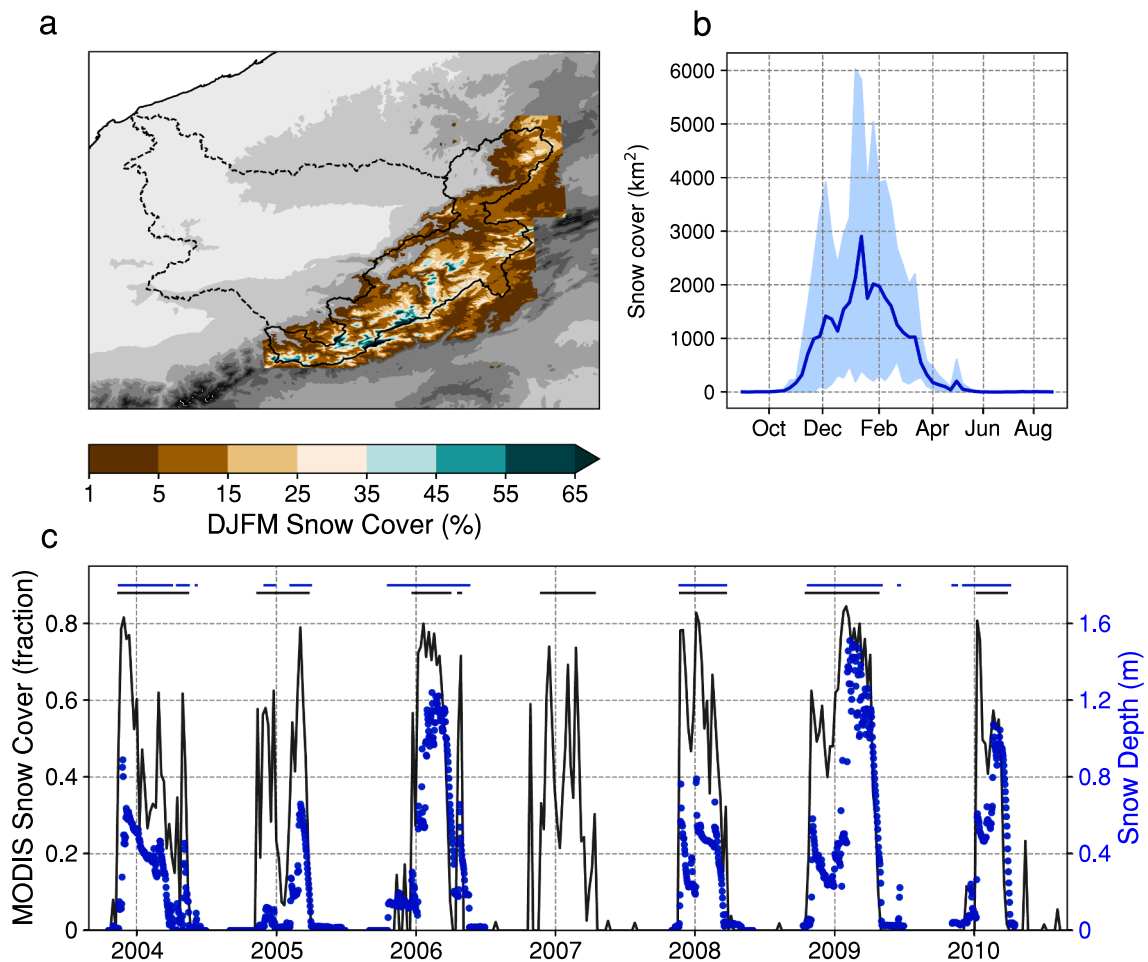 a
b
6000
5000
4000
3000
2000
1000
0
Snow cover (km²)
Oct Dec Feb Apr Jun Aug
1 5 15 25 35 45 55 65
DJFM Snow Cover (%)
c
MODIS Snow Cover (fraction)
0.8
0.6
0.4
0.2
0
1.6
1.2
0.8
0.4
0
Snow Depth (m)
2004 2005 2006 2007 2008 2009 2010